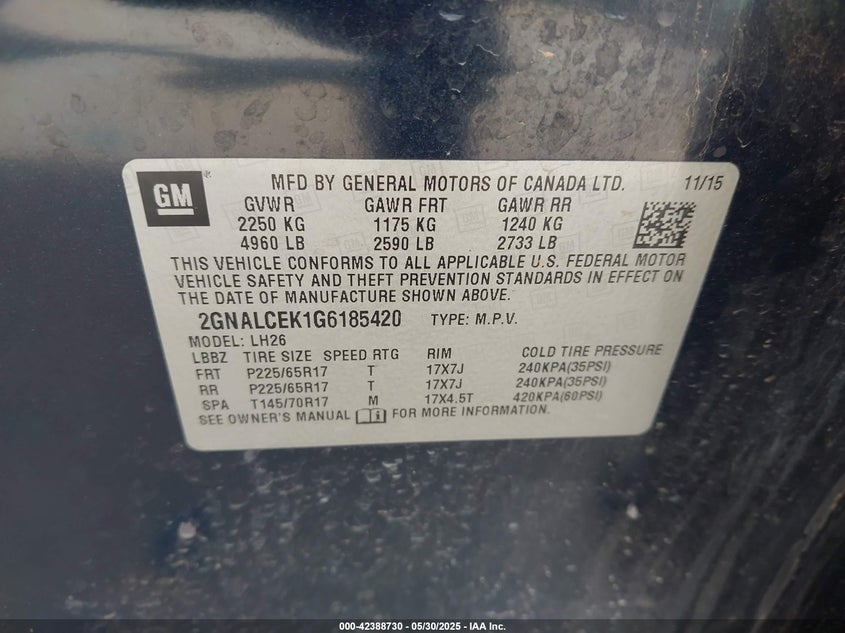 GM
MFD BY GENERAL MOTORS OF CANADA LTD. 11/15
GVWR GAWR FRT GAWR RR
2250 KG 1175 KG 1240 KG
4960 LB 2590 LB 2733 LB
THIS VEHICLE CONFORMS TO ALL APPLICABLE U.S. FEDERAL MOTOR
VEHICLE SAFETY AND THEFT PREVENTION STANDARDS IN EFFECT ON
THE DATE OF MANUFACTURE SHOWN ABOVE.
2GNALCEK1G6185420 TYPE: M.P.V.
MODEL: LH26
LBBZ TIRE SIZE SPEED RTG RIM COLD TIRE PRESSURE
FRT P225/65R17 T 17X7J 240KPA(35PSI)
RR P225/65R17 T 17X7J 240KPA(35PSI)
SPA T145/70R17 M 17X4.5T 420KPA(60PSI)
SEE OWNER'S MANUAL FOR MORE INFORMATION.
000-42388730 - 05/30/2025 - IAA Inc.